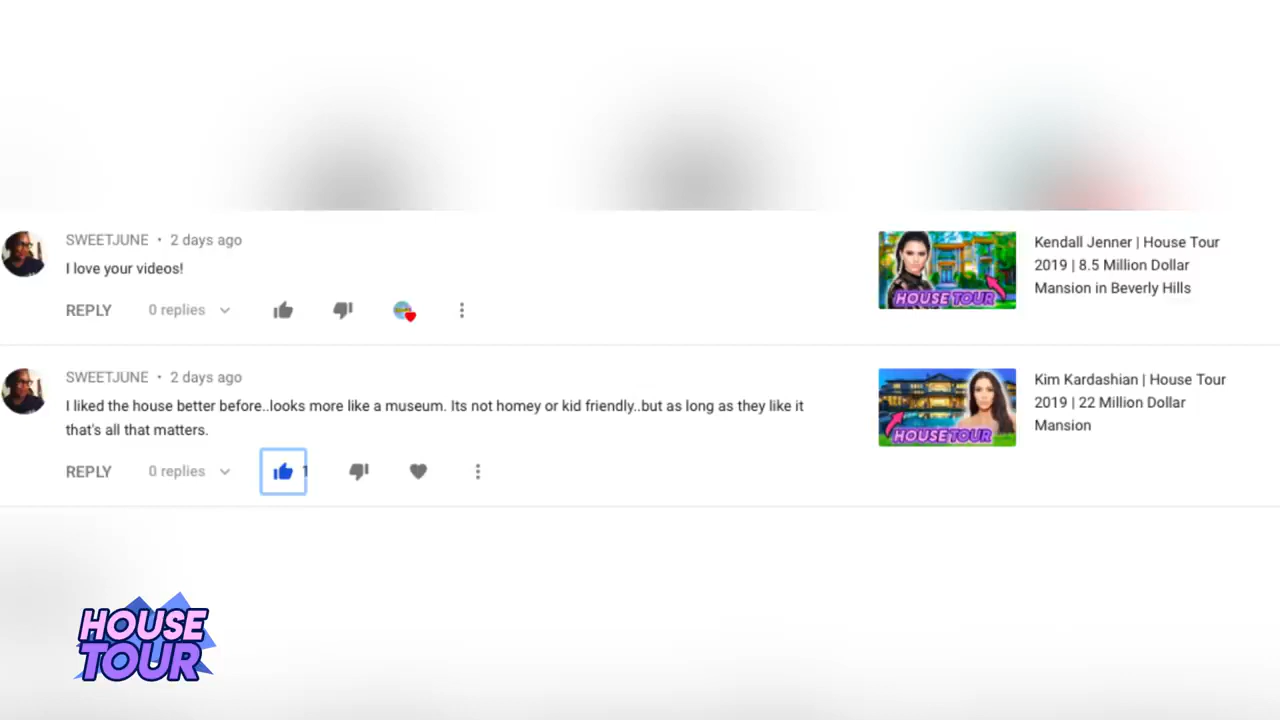 SWEETJUNE • 2 days ago
I love your videos!
REPLY 0 replies
HOUSE TOUR
Kendall Jenner | House Tour
2019 | 8.5 Million Dollar
Mansion in Beverly Hills
SWEETJUNE • 2 days ago
I liked the house better before..looks more like a museum. Its not homey or kid friendly..but as long as they like it
that's all that matters.
REPLY 0 replies 1
HOUSE TOUR
Kim Kardashian | House Tour
2019 | 22 Million Dollar
Mansion
HOUSE
TOUR